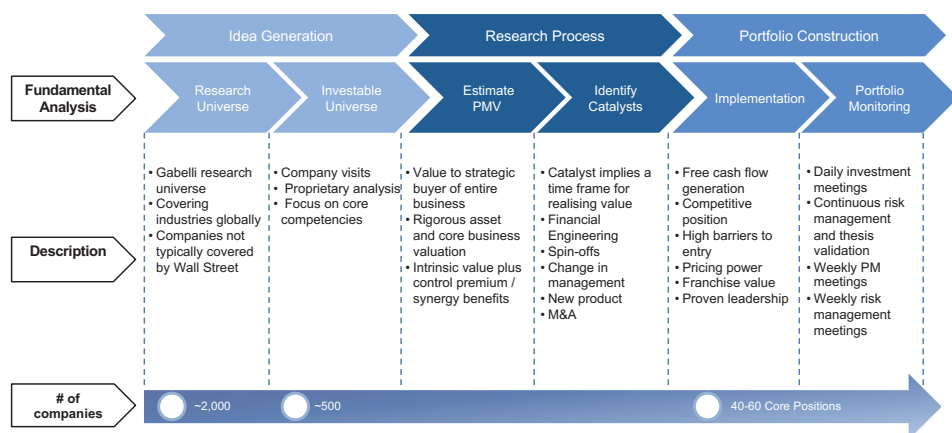 Idea Generation
Research Process
Portfolio Construction
Fundamental
Analysis
Research
Universe
Investable
Universe
Estimate
PMV
Identify
Catalysts
Implementation
Portfolio
Monitoring
Description
• Gabelli research
universe
• Covering
industries globally
• Companies not
typically covered
by Wall Street
• Company visits
• Proprietary analysis
• Focus on core
competencies
• Value to strategic
buyer of entire
business
• Rigorous asset
and core business
valuation
• Intrinsic value plus
control premium /
synergy benefits
• Catalyst implies a
time frame for
realising value
• Financial
Engineering
• Spin-offs
• Change in
management
• New product
• M&A
• Free cash flow
generation
• Competitive
position
• High barriers to
entry
• Pricing power
• Franchise value
• Proven leadership
• Daily investment
meetings
• Continuous risk
management
and thesis
validation
• Weekly PM
meetings
• Weekly risk
management
meetings
# of
companies
~2,000
~500
40-60 Core Positions